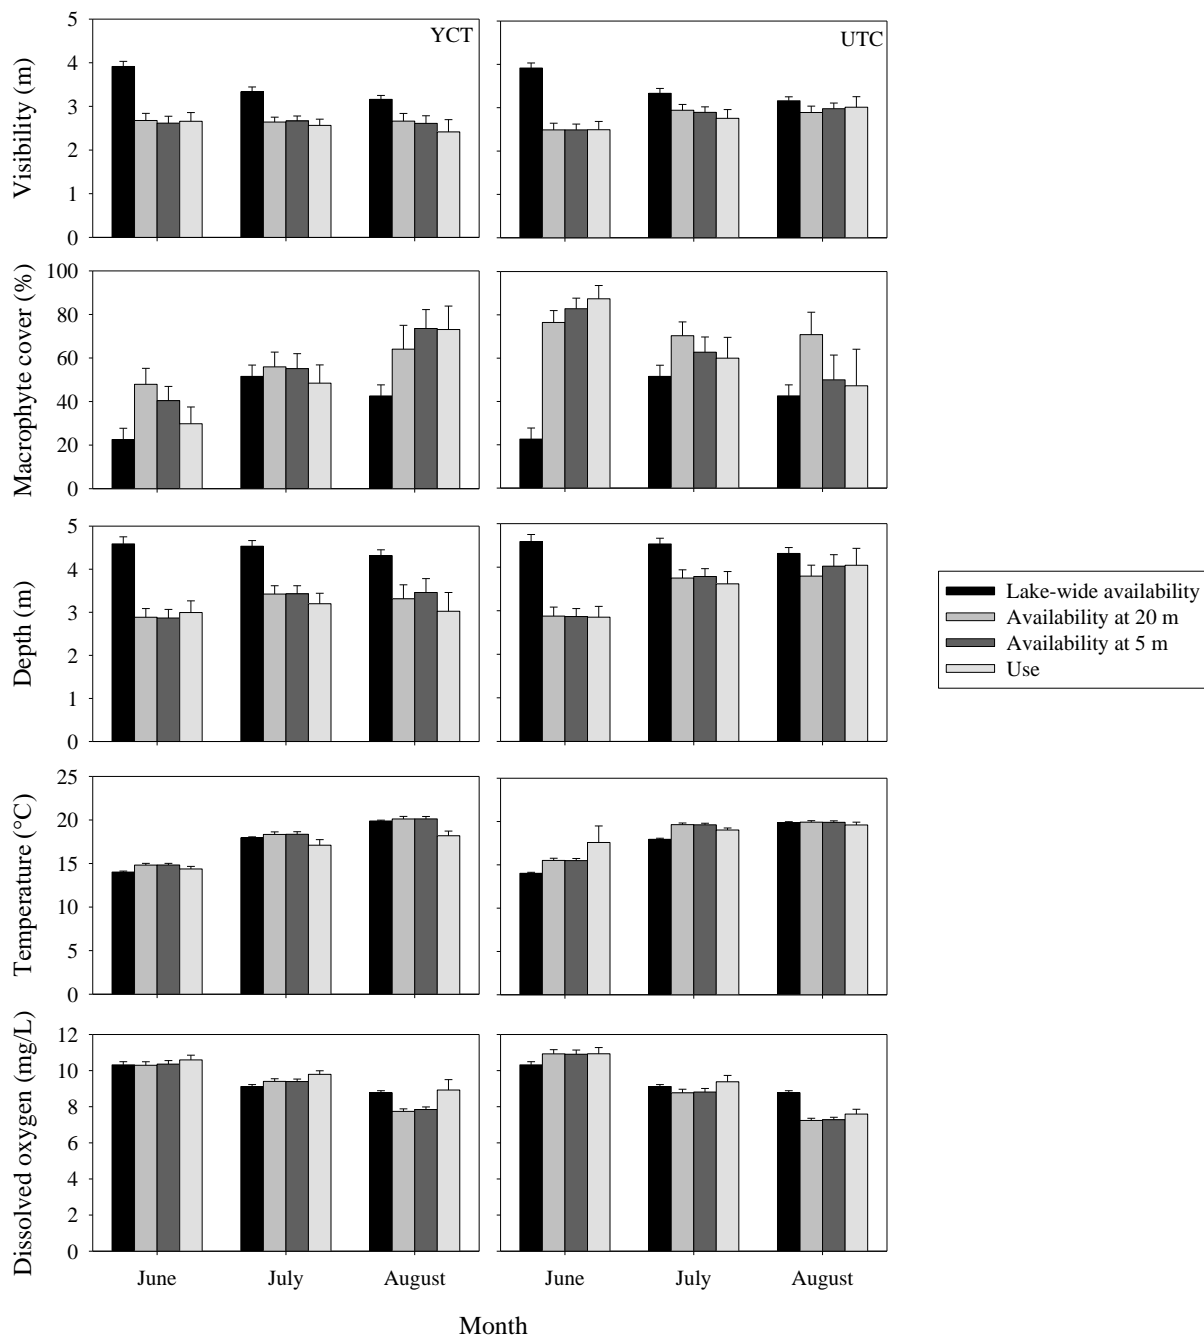 YCT
UTC
Visibility (m)
5
4
3
2
1
0
Macrophyte cover (%)
100
80
60
40
20
0
Depth (m)
5
4
3
2
1
0
Lake-wide availability
Availability at 20 m
Availability at 5 m
Use
Temperature (°C)
25
20
15
10
5
0
Dissolved oxygen (mg/L)
12
10
8
6
4
2
0
June July August June July August
Month